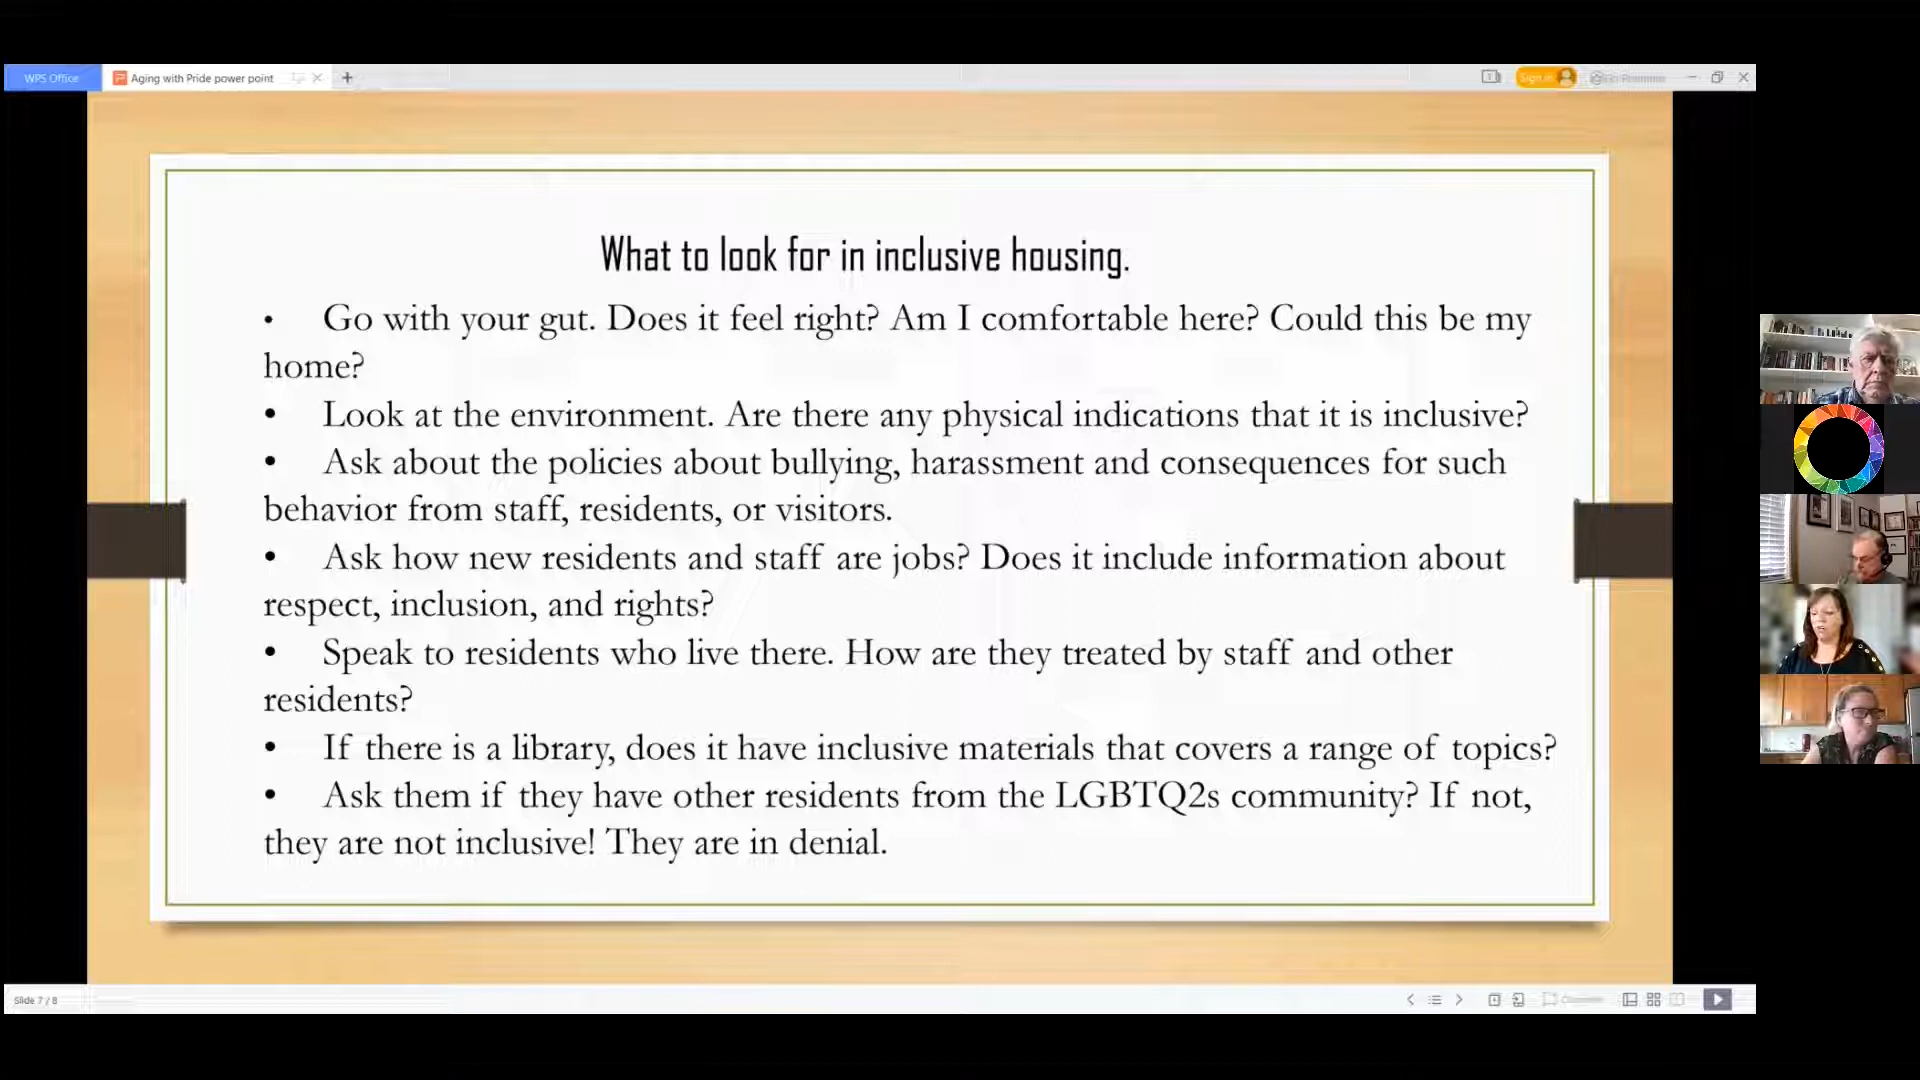 WPS Office
Aging with Pride power point
Sign in
What to look for in inclusive housing.
• Go with your gut. Does it feel right? Am I comfortable here? Could this be my
home?
• Look at the environment. Are there any physical indications that it is inclusive?
• Ask about the policies about bullying, harassment and consequences for such
behavior from staff, residents, or visitors.
• Ask how new residents and staff are jobs? Does it include information about
respect, inclusion, and rights?
• Speak to residents who live there. How are they treated by staff and other
residents?
• If there is a library, does it have inclusive materials that covers a range of topics?
• Ask them if they have other residents from the LGBTQ2s community? If not,
they are not inclusive! They are in denial.
Slide 7 / 8